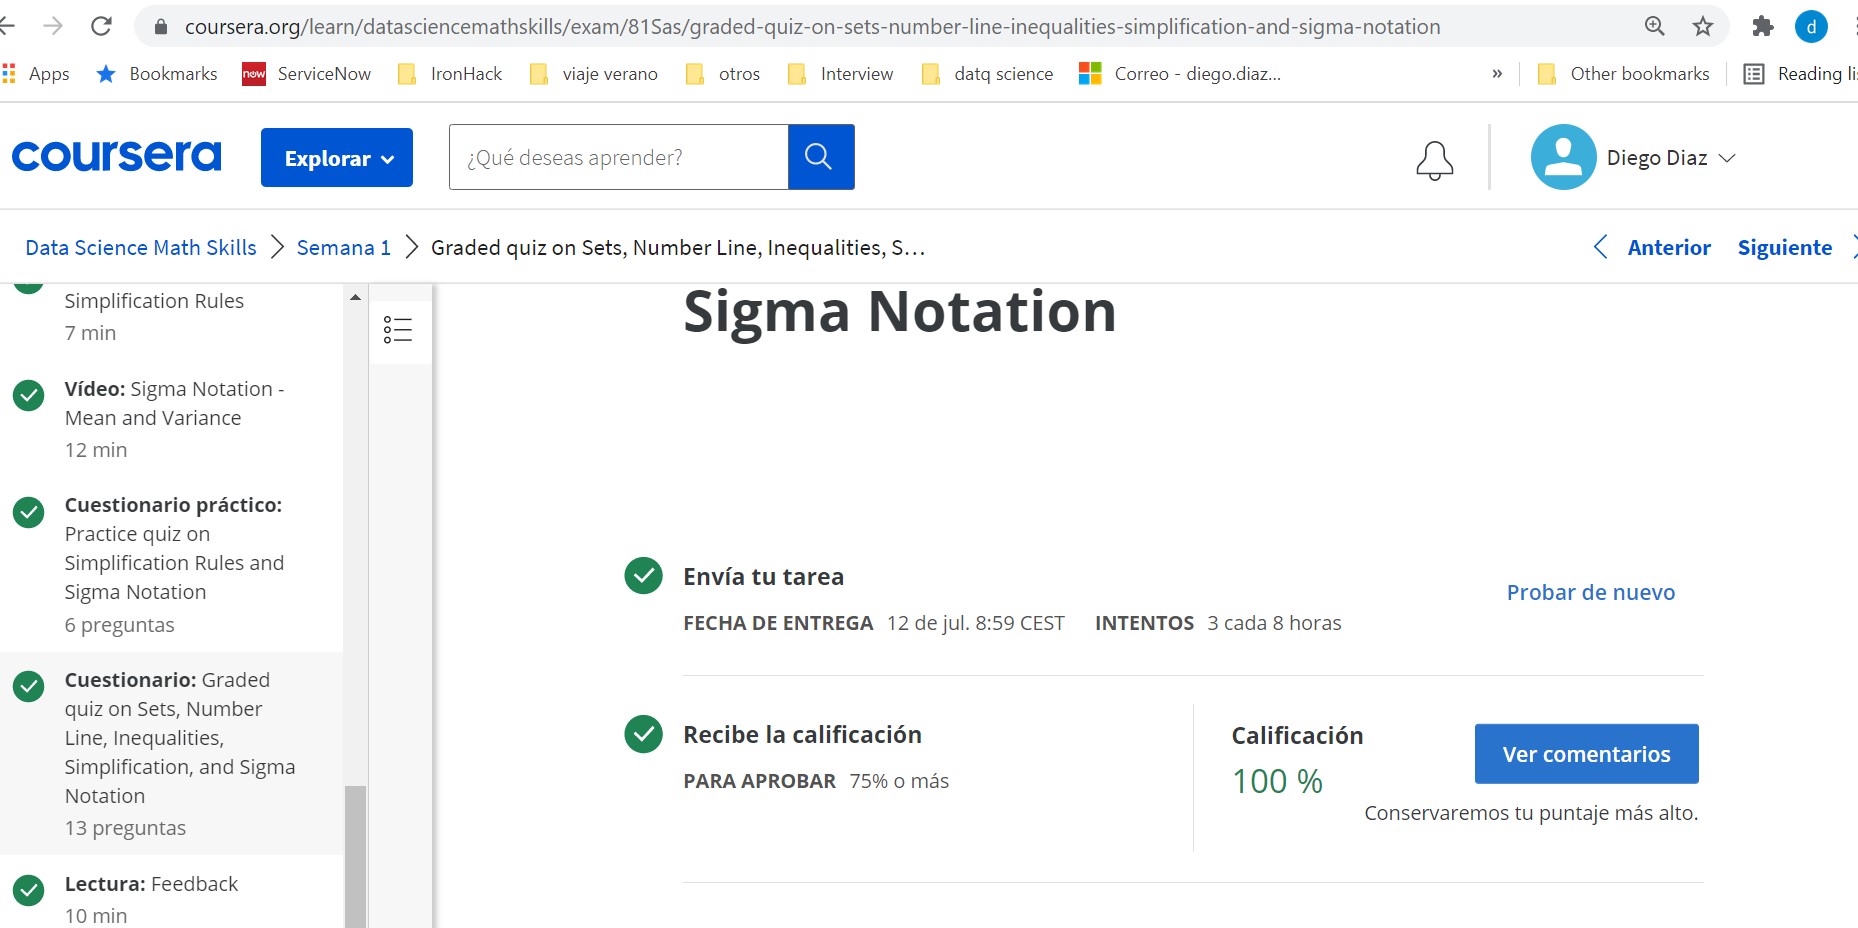 coursera.org/learn/datasciencemathskills/exam/81Sas/graded-quiz-on-sets-number-line-inequalities-simplification-and-sigma-notation
d
Apps Bookmarks now ServiceNow IronHack viaje verano otros Interview datq science Correo - diego.diaz... » Other bookmarks Reading lis
coursera Explorar ¿Qué deseas aprender? Diego Diaz
Data Science Math Skills Semana 1 Graded quiz on Sets, Number Line, Inequalities, S... Anterior Siguiente
Simplification Rules
7 min
Vídeo: Sigma Notation -
Mean and Variance
12 min
Cuestionario práctico:
Practice quiz on
Simplification Rules and
Sigma Notation
6 preguntas
Cuestionario: Graded
quiz on Sets, Number
Line, Inequalities,
Simplification, and Sigma
Notation
13 preguntas
Lectura: Feedback
10 min
Sigma Notation
Envía tu tarea
Probar de nuevo
FECHA DE ENTREGA 12 de jul. 8:59 CEST INTENTOS 3 cada 8 horas
Recibe la calificación
PARA APROBAR 75% o más
Calificación
100 %
Ver comentarios
Conservaremos tu puntaje más alto.